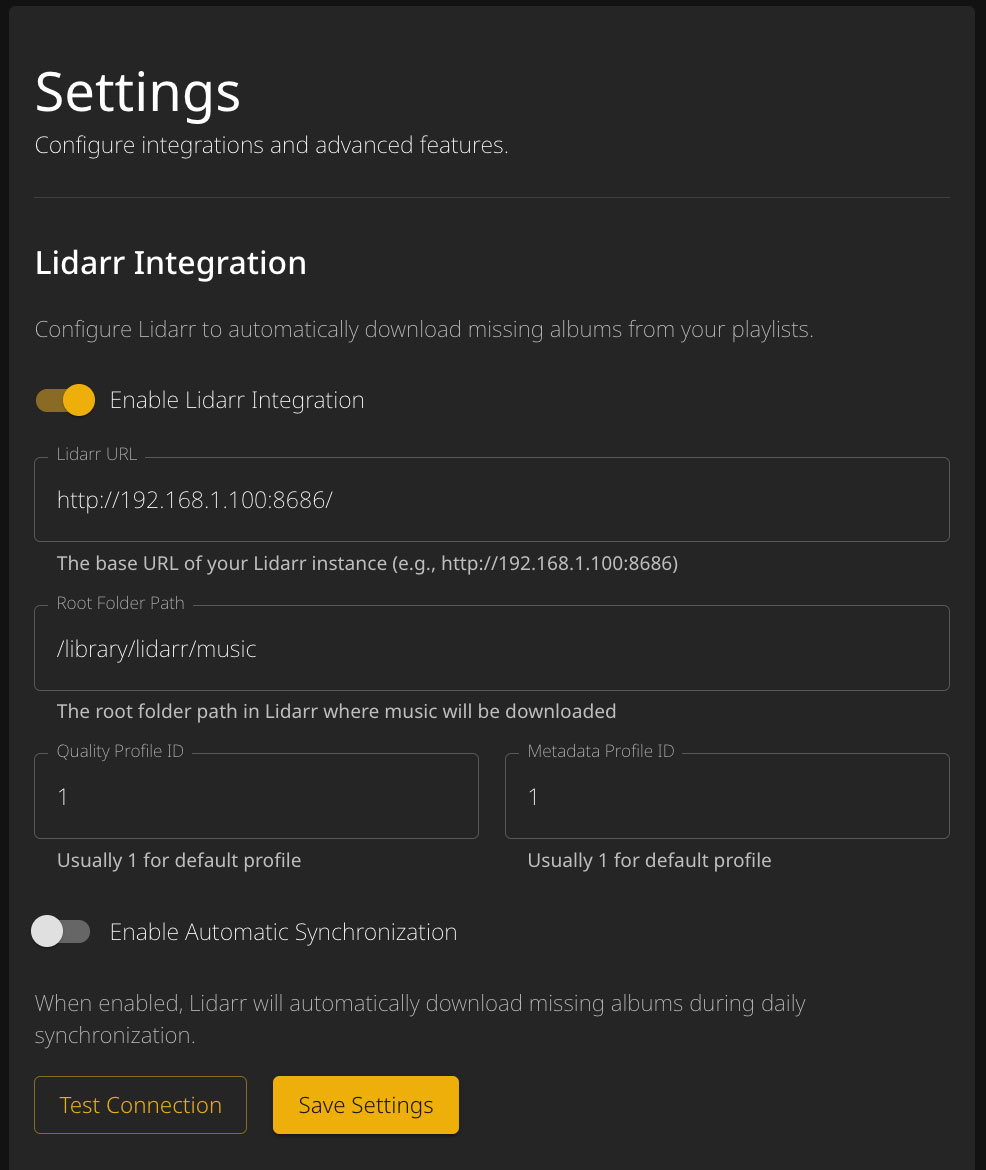 Settings
Configure integrations and advanced features.
Lidarr Integration
Configure Lidarr to automatically download missing albums from your playlists.
Enable Lidarr Integration
Lidarr URL
http://192.168.1.100:8686/
The base URL of your Lidarr instance (e.g., http://192.168.1.100:8686)
Root Folder Path
/library/lidarr/music
The root folder path in Lidarr where music will be downloaded
Quality Profile ID
1
Usually 1 for default profile
Metadata Profile ID
1
Usually 1 for default profile
Enable Automatic Synchronization
When enabled, Lidarr will automatically download missing albums during daily
synchronization.
Test Connection
Save Settings